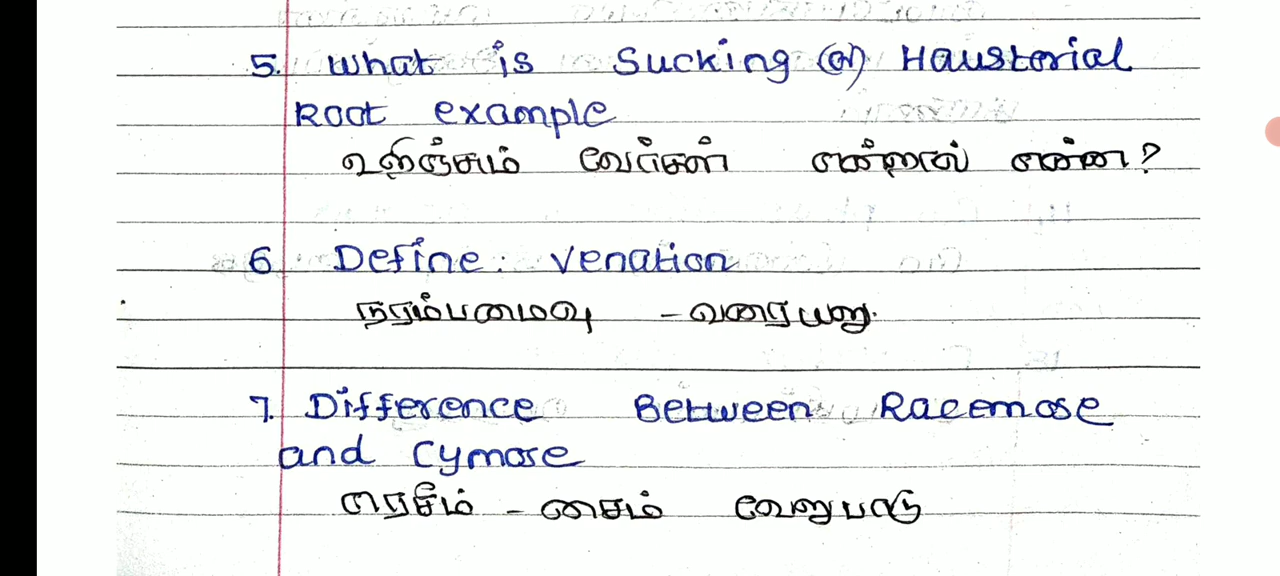 5. What is Sucking (or) Haustorial
Root example
உறிஞ்சும் வேர்கள் என்றால் என்ன?
6 Define: Venation
நரம்பமைவு - வரையறு.
7. Difference Between Racemose
and Cymose
ரெசீம் - சைம் வேறுபாடு